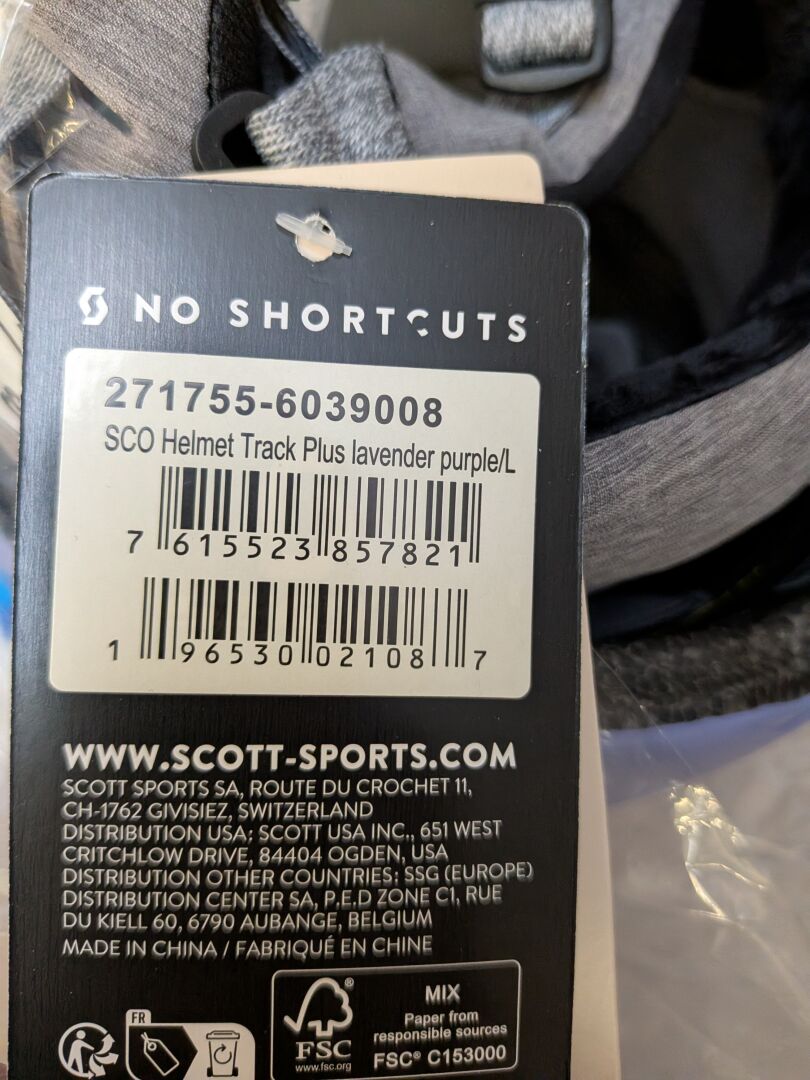 NO SHORTCUTS
271755-6039008
SCO Helmet Track Plus lavender purple/L
7 615523 857821
1 96530 02108 7
WWW.SCOTT-SPORTS.COM
SCOTT SPORTS SA, ROUTE DU CROCHET 11,
CH-1762 GIVISIEZ, SWITZERLAND
DISTRIBUTION USA: SCOTT USA INC., 651 WEST
CRITCHLOW DRIVE, 84404 OGDEN, USA
DISTRIBUTION OTHER COUNTRIES: SSG (EUROPE)
DISTRIBUTION CENTER SA, P.E.D ZONE C1, RUE
DU KIELL 60, 6790 AUBANGE, BELGIUM
MADE IN CHINA / FABRIQUÉ EN CHINE
FR
FSC
www.fsc.org
MIX
Paper from
responsible sources
FSC® C153000